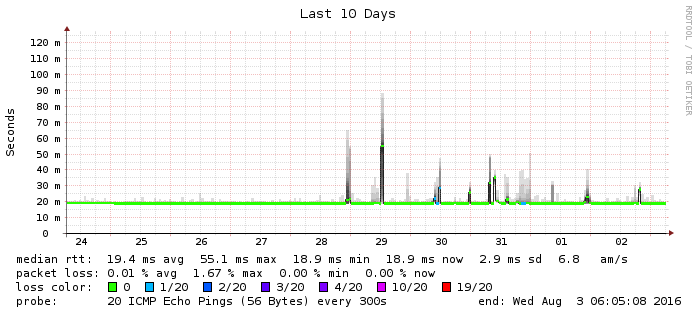 Last 10 Days
RRDTOOL / TOBI OETIKER
120 m
110 m
100 m
90 m
80 m
70 m
60 m
50 m
40 m
30 m
20 m
10 m
0
Seconds
24 25 26 27 28 29 30 31 01 02
median rtt: 19.4 ms avg 55.1 ms max 18.9 ms min 18.9 ms now 2.9 ms sd 6.8 am/s
packet loss: 0.01 % avg 1.67 % max 0.00 % min 0.00 % now
loss color: 0 1/20 2/20 3/20 4/20 10/20 19/20
probe: 20 ICMP Echo Pings (56 Bytes) every 300s end: Wed Aug 3 06:05:08 2016